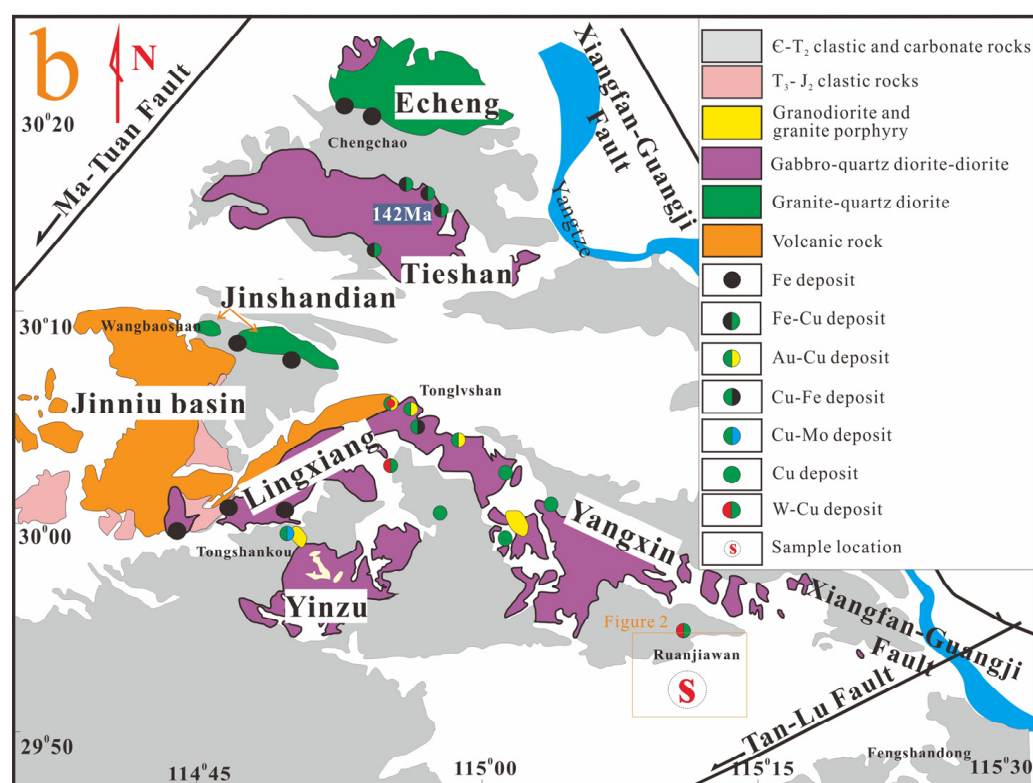 b
N
Ma-Tuan Fault
30°20
Echeng
Chengchao
Xiangfan-Guangji
Fault
Yangtze
142Ma
Tieshan
30°10
Jinshandian
Wangbaoshan
Jinniu basin
Tonglvshan
Lingxiang
30°00
Tongshankou
Yinzu
Yangxin
Figure 2
Ruanjiawan
S
Xiangfan-Guangji
Fault
Tan-Lu Fault
Fengshandong
29°50
114°45
115°00
115°15
115°30
Є-T₂ clastic and carbonate rocks
T₃- J₂ clastic rocks
Granodiorite and
granite porphyry
Gabbro-quartz diorite-diorite
Granite-quartz diorite
Volcanic rock
Fe deposit
Fe-Cu deposit
Au-Cu deposit
Cu-Fe deposit
Cu-Mo deposit
Cu deposit
W-Cu deposit
S
Sample location